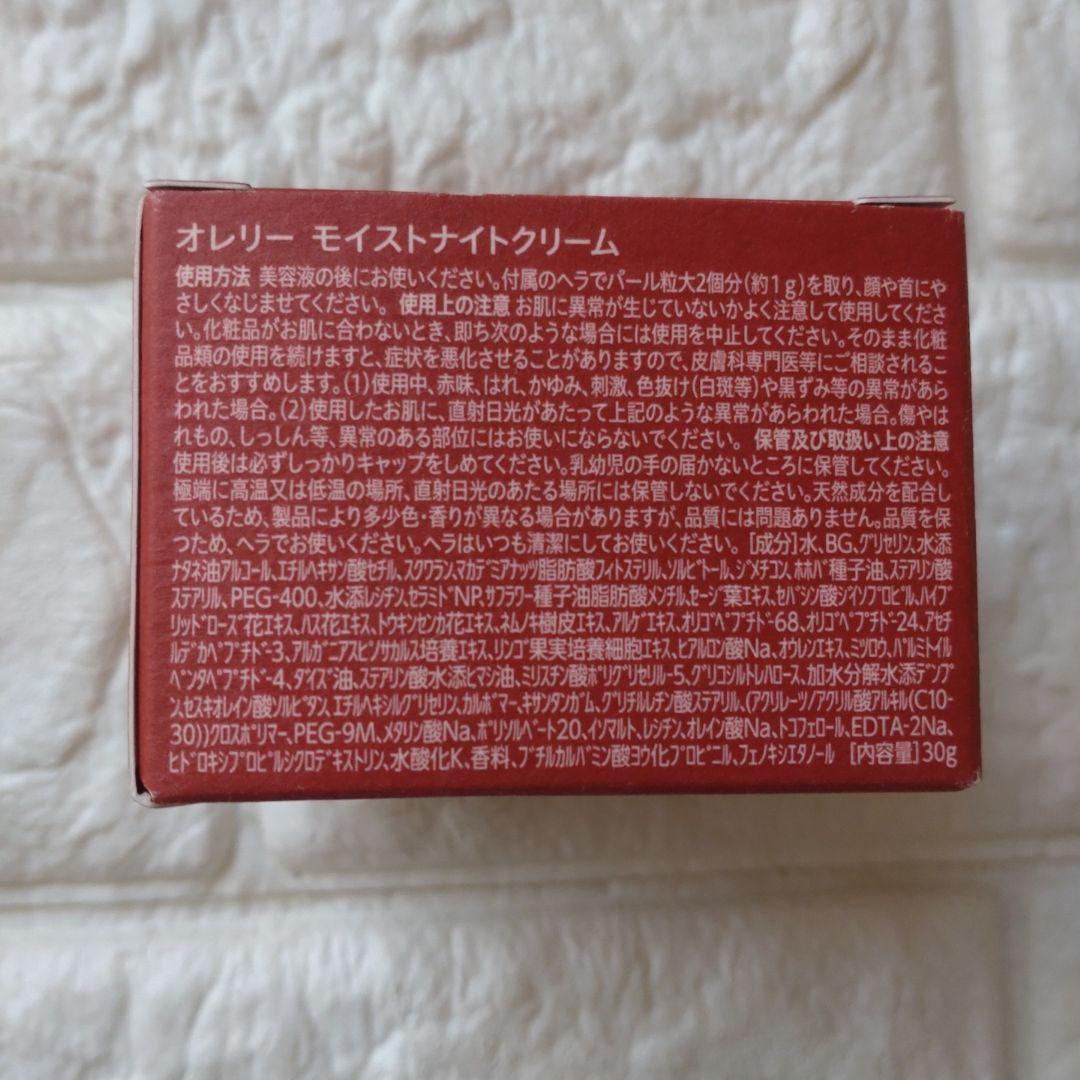 オレリー モイストナイトクリーム
使用方法 美容液の後にお使いください。付属のヘラでパール粒大2個分(約1g)を取り、顔や首にや
さしくなじませてください。 使用上の注意 お肌に異常が生じていないかよく注意して使用してくださ
い。化粧品がお肌に合わないとき、即ち次のような場合には使用を中止してください。そのまま化粧
品類の使用を続けますと、症状を悪化させることがありますので、皮膚科専門医等にご相談されるこ
とをおすすめします。(1)使用中、赤味、はれ、かゆみ、刺激、色抜け(白斑等)や黒ずみ等の異常があら
われた場合。(2)使用したお肌に、直射日光があたって上記のような異常があらわれた場合。傷やは
れもの、しっしん等、異常のある部位にはお使いにならないでください。 保管及び取扱い上の注意
使用後は必ずしっかりキャップをしめてください。乳幼児の手の届かないところに保管してください。
極端に高温又は低温の場所、直射日光のあたる場所には保管しないでください。天然成分を配合し
ているため、製品により多少色・香りが異なる場合がありますが、品質には問題ありません。品質を保
つため、ヘラでお使いください。ヘラはいつも清潔にしてお使いください。 [成分]水、BG、グリセリン、水添
ナタネ油アルコール、エチルヘキサン酸セチル、スクワラン、マカデミアナッツ脂肪酸フィトステリル、ソルビトール、ジメチコン、ホホバ種子油、ステアリン酸
ステアリル、PEG-400、水添レシチン、セラミドNP、サフラワー種子油脂肪酸メンチル、セージ葉エキス、セバシン酸ジイソプロピル、ハイブ
リッドローズ花エキス、ハス花エキス、トウキンセンカ花エキス、ネムノキ樹皮エキス、アルゲエキス、オリゴペプチド-68、オリゴペプチド-24、アセチ
ルデカペプチド-3、アルガニアスピノサカルス培養エキス、リンゴ果実培養細胞エキス、ヒアルロン酸Na、オウレンエキス、ミツロウ、パルミトイル
ペンタペプチド-4、ダイズ油、ステアリン酸水添ヒマシ油、ミリスチン酸ポリグリセリル-5、グリコシルトレハロース、加水分解水添デンプ
ン、セスキオレイン酸ソルビタン、エチルヘキシルグリセリン、カルボマー、キサンタンガム、グリチルレチン酸ステアリル、(アクリレーツ/アクリル酸アルキル(C10-
30))クロスポリマー、PEG-9M、メタリン酸Na、ポリソルベート20、イソマルト、レシチン、オレイン酸Na、トコフェロール、EDTA-2Na、
ヒドロキシプロピルシクロデキストリン、水酸化K、香料、ブチルカルバミン酸ヨウ化プロピニル、フェノキシエタノール [内容量]30g